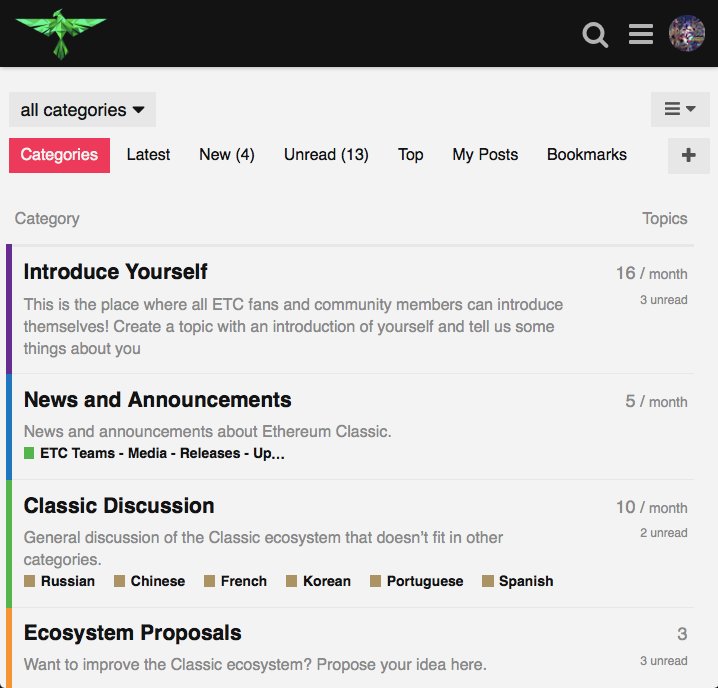 all categories
Categories Latest New (4) Unread (13) Top My Posts Bookmarks
Category Topics
Introduce Yourself 16 / month
This is the place where all ETC fans and community members can introduce 3 unread
themselves! Create a topic with an introduction of yourself and tell us some
things about you
News and Announcements 5 / month
News and announcements about Ethereum Classic.
ETC Teams - Media - Releases - Up...
Classic Discussion 10 / month
General discussion of the Classic ecosystem that doesn't fit in other 2 unread
categories.
Russian Chinese French Korean Portuguese Spanish
Ecosystem Proposals 3
Want to improve the Classic ecosystem? Propose your idea here. 3 unread